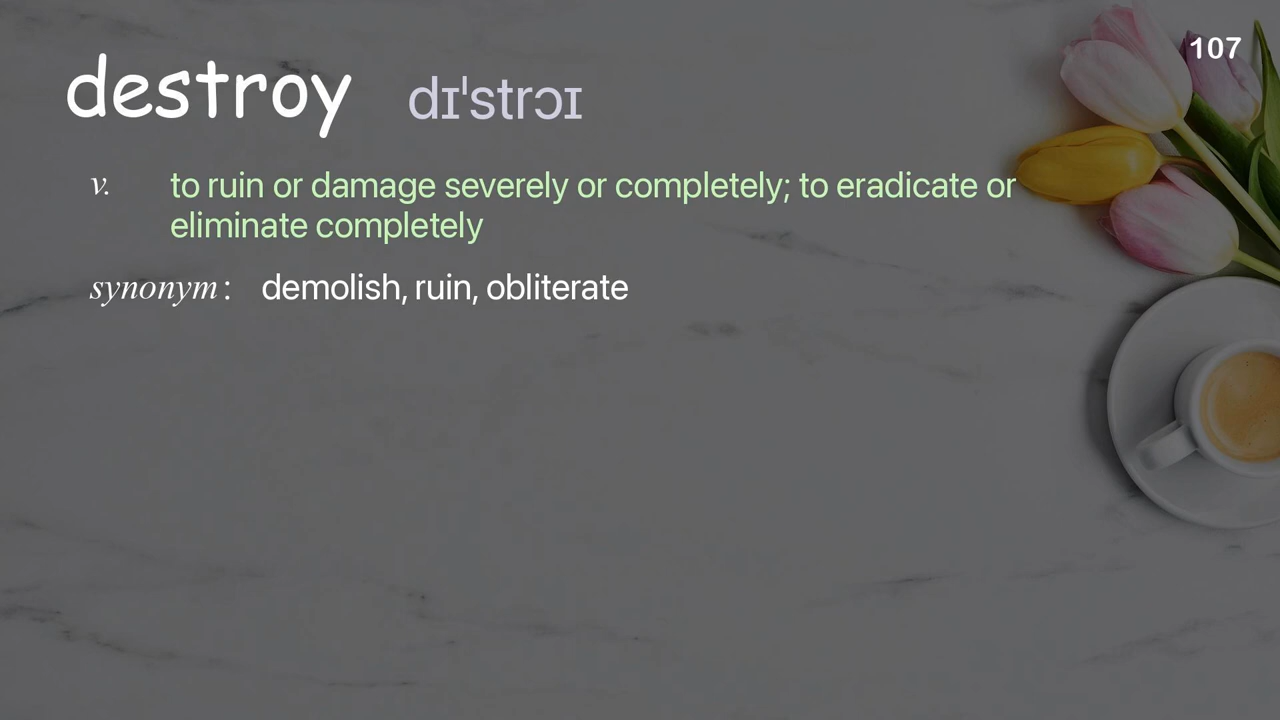 107
destroy dɪˈstrɔɪ
v. to ruin or damage severely or completely; to eradicate or
eliminate completely
synonym: demolish, ruin, obliterate